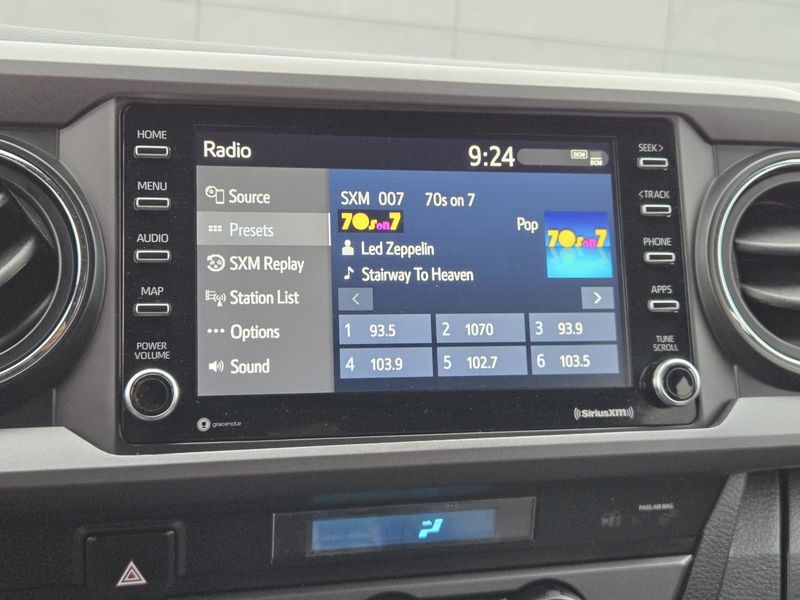 HOME
MENU
AUDIO
MAP
POWER
VOLUME
Radio
9:24
DCM
DCM
Source
Presets
SXM Replay
Station List
Options
Sound
SXM 007 70s on 7
70s on 7
Pop
70s on 7
Led Zeppelin
Stairway To Heaven
1 93.5
2 1070
3 93.9
4 103.9
5 102.7
6 103.5
SEEK>
<TRACK
PHONE
APPS
TUNE
SCROLL
gracenote
SiriusXM
PASS AIR BAG